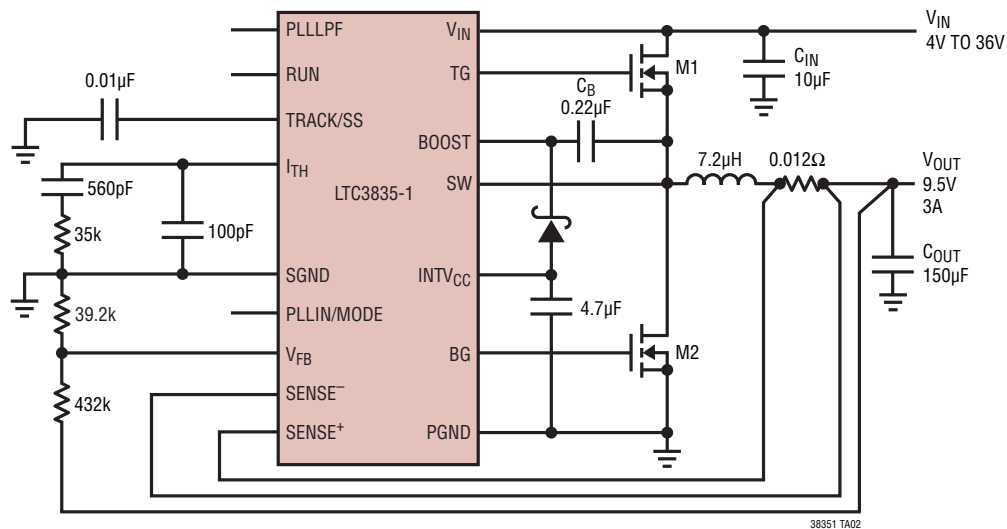 PLLLPF
RUN
TRACK/SS
I_TH
SGND
PLLIN/MODE
V_FB
SENSE⁻
SENSE⁺
LTC3835-1
V_IN
TG
BOOST
SW
INTV_CC
BG
PGND
0.01µF
560pF
35k
100pF
39.2k
432k
C_B
0.22µF
4.7µF
M1
M2
C_IN
10µF
V_IN
4V TO 36V
7.2µH
0.012Ω
V_OUT
9.5V
3A
C_OUT
150µF
38351 TA02